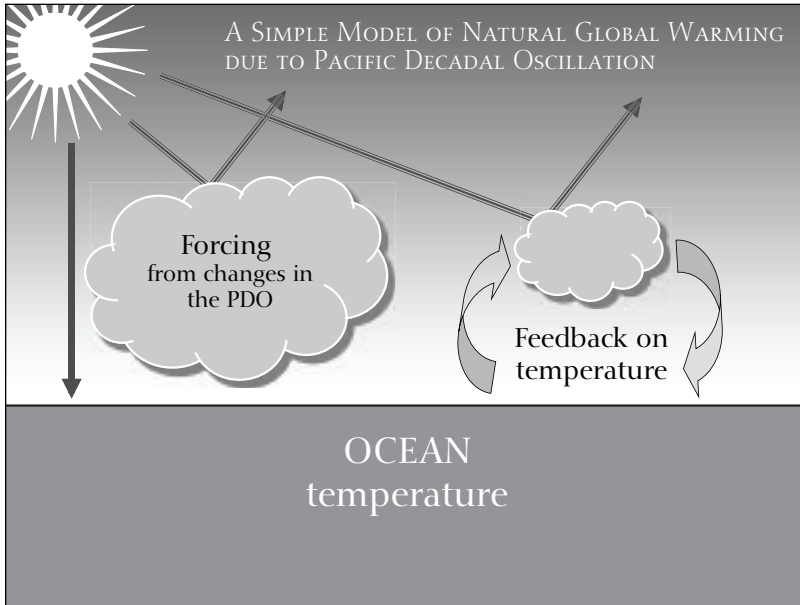 A Simple Model of Natural Global Warming
due to Pacific Decadal Oscillation
Forcing
from changes in
the PDO
Feedback on
temperature
OCEAN
temperature